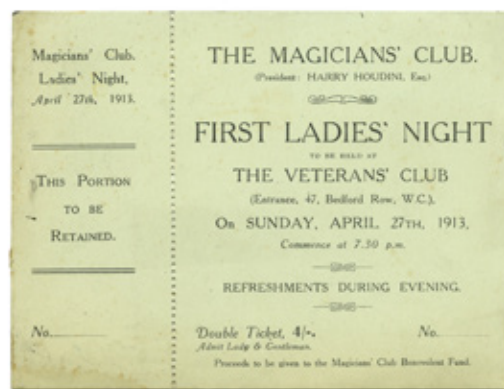 Magicians' Club.
Ladies' Night,
April 27th, 1913.
THIS PORTION
TO BE
RETAINED.
No.
THE MAGICIANS' CLUB.
(President: HARRY HOUDINI, Esq.)
FIRST LADIES' NIGHT
TO BE HELD AT
THE VETERANS' CLUB
(Entrance, 47, Bedford Row, W.C.),
On SUNDAY, APRIL 27TH, 1913,
Commence at 7.30 p.m.
REFRESHMENTS DURING EVENING.
Double Ticket, 4/-. No.
Admit Lady & Gentleman.
Proceeds to be given to the Magicians' Club Benevolent Fund.